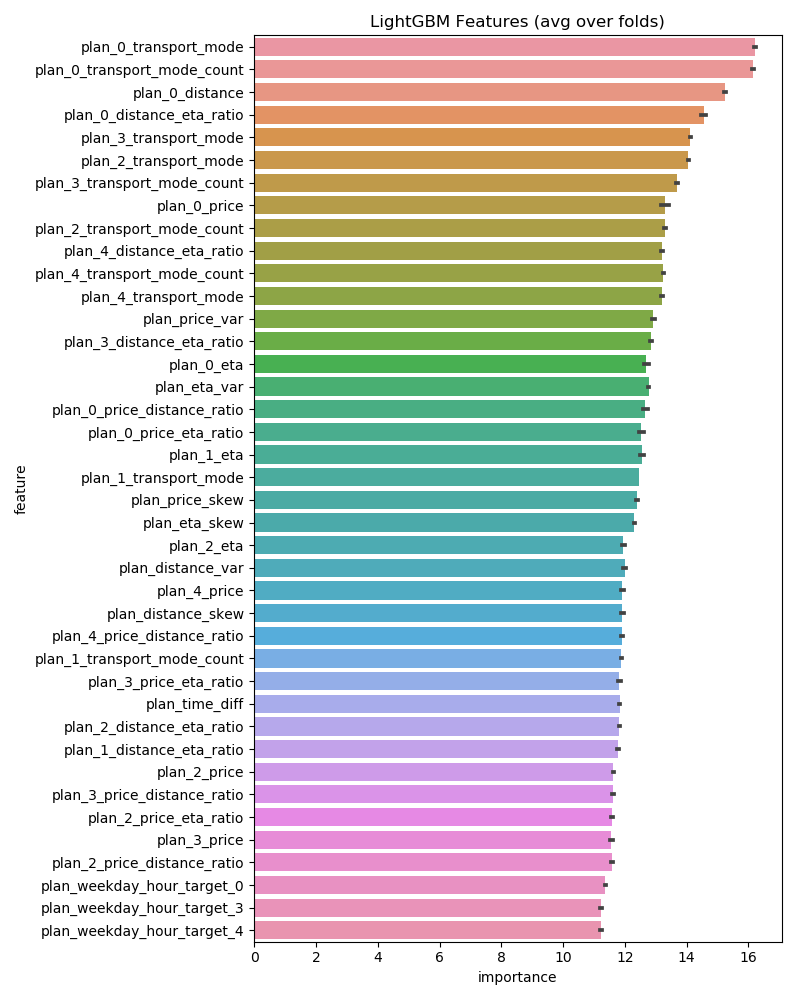 LightGBM Features (avg over folds)
plan_0_transport_mode
plan_0_transport_mode_count
plan_0_distance
plan_0_distance_eta_ratio
plan_3_transport_mode
plan_2_transport_mode
plan_3_transport_mode_count
plan_0_price
plan_2_transport_mode_count
plan_4_distance_eta_ratio
plan_4_transport_mode_count
plan_4_transport_mode
plan_price_var
plan_3_distance_eta_ratio
plan_0_eta
plan_eta_var
plan_0_price_distance_ratio
plan_0_price_eta_ratio
plan_1_eta
plan_1_transport_mode
plan_price_skew
plan_eta_skew
plan_2_eta
plan_distance_var
plan_4_price
plan_distance_skew
plan_4_price_distance_ratio
plan_1_transport_mode_count
plan_3_price_eta_ratio
plan_time_diff
plan_2_distance_eta_ratio
plan_1_distance_eta_ratio
plan_2_price
plan_3_price_distance_ratio
plan_2_price_eta_ratio
plan_3_price
plan_2_price_distance_ratio
plan_weekday_hour_target_0
plan_weekday_hour_target_3
plan_weekday_hour_target_4
feature
0 2 4 6 8 10 12 14 16
importance